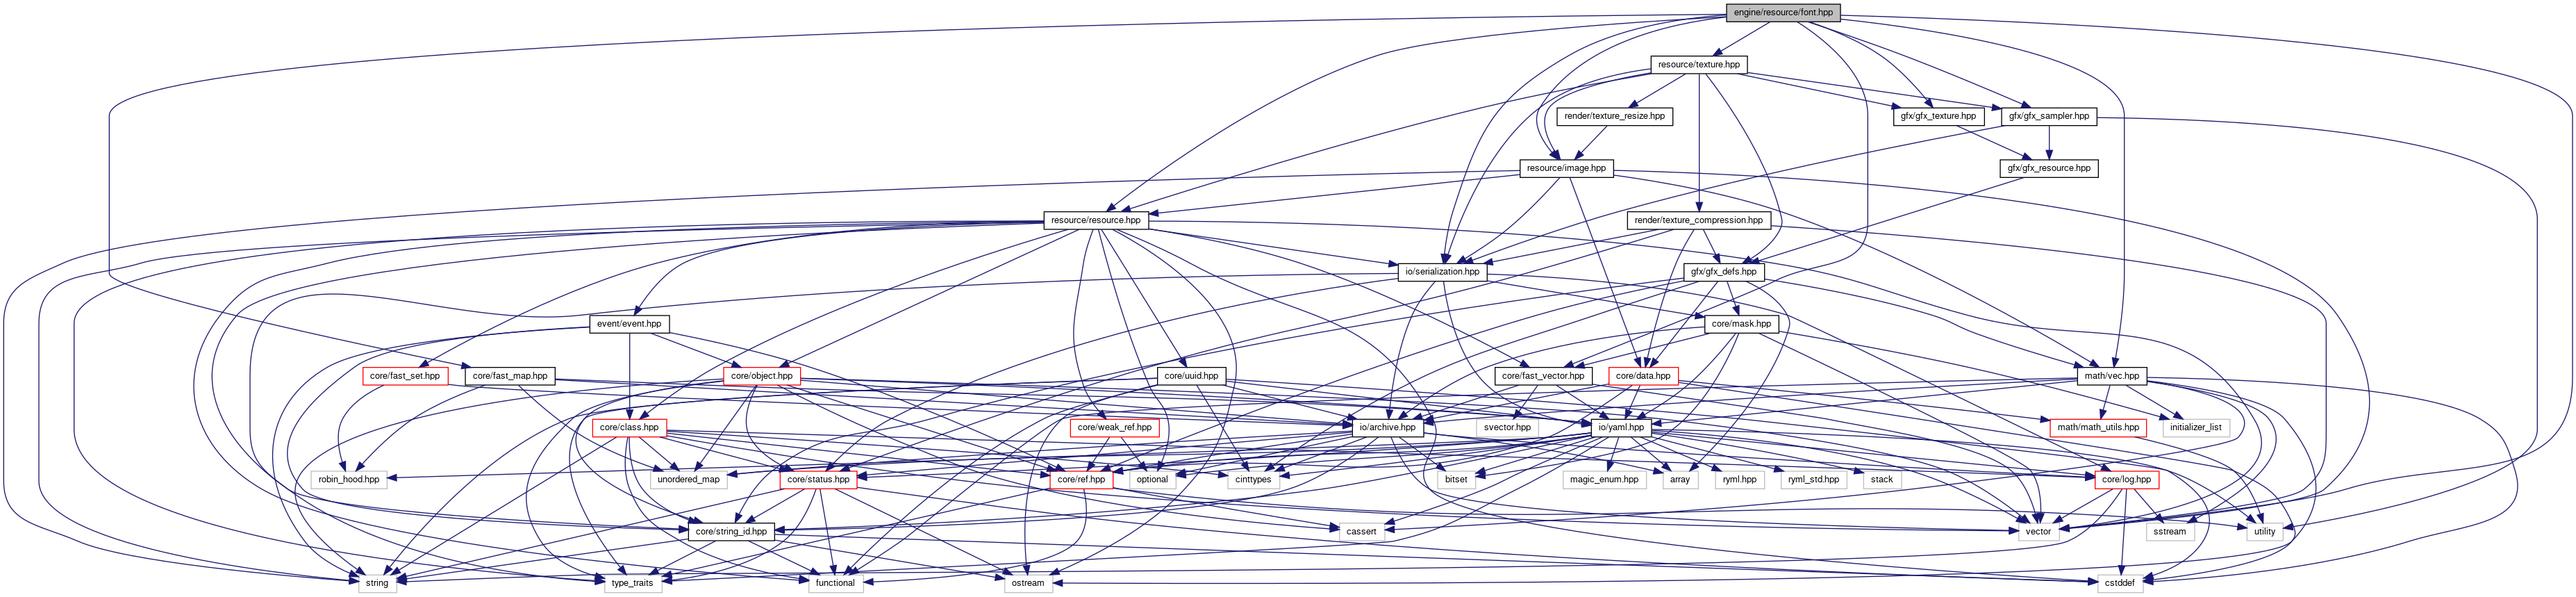 engine/resource/font.hpp
resource/texture.hpp
render/texture_resize.hpp
gfx/gfx_texture.hpp
gfx/gfx_sampler.hpp
resource/image.hpp
gfx/gfx_resource.hpp
resource/resource.hpp
render/texture_compression.hpp
io/serialization.hpp
gfx/gfx_defs.hpp
event/event.hpp
core/mask.hpp
core/fast_set.hpp
core/fast_map.hpp
core/object.hpp
core/uuid.hpp
core/fast_vector.hpp
core/data.hpp
math/vec.hpp
core/class.hpp
core/weak_ref.hpp
io/archive.hpp
svector.hpp
io/yaml.hpp
math/math_utils.hpp
initializer_list
robin_hood.hpp
unordered_map
core/status.hpp
core/ref.hpp
optional
cinttypes
bitset
magic_enum.hpp
array
ryml.hpp
ryml_std.hpp
stack
core/log.hpp
core/string_id.hpp
cassert
vector
sstream
utility
string
type_traits
functional
ostream
cstddef